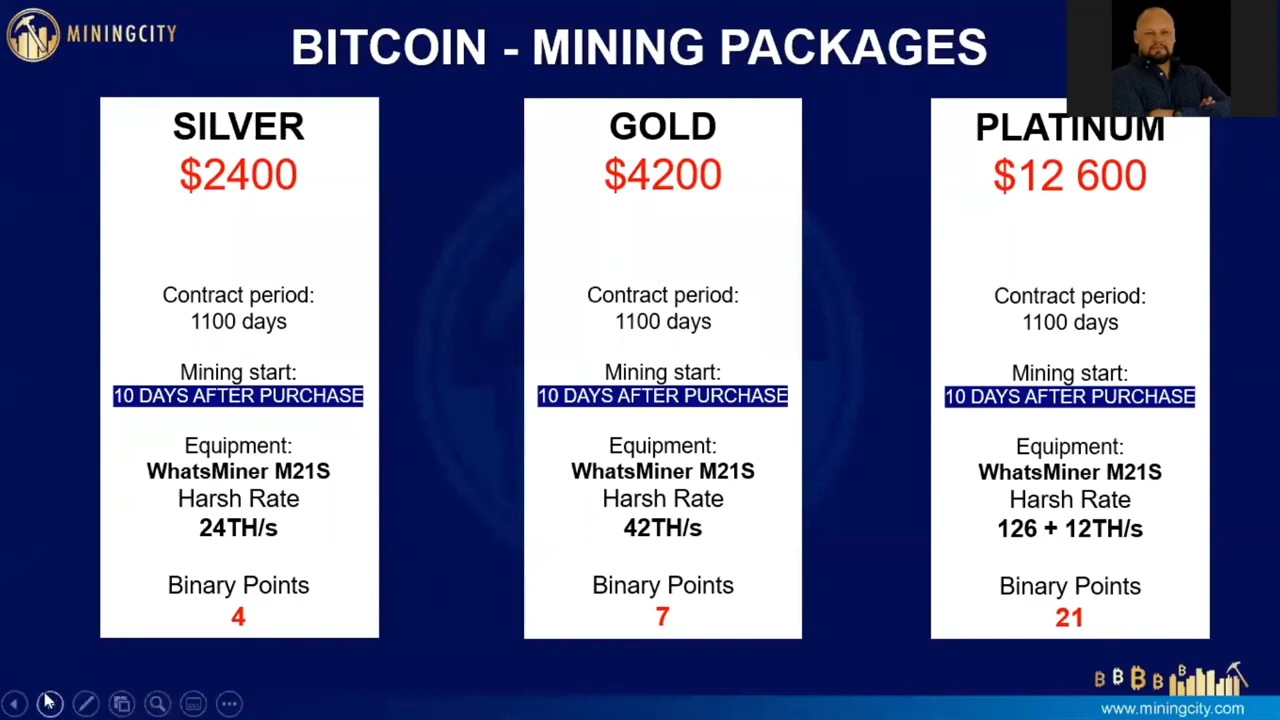 MININGCITY
BITCOIN - MINING PACKAGES
SILVER
$2400
Contract period:
1100 days
Mining start:
10 DAYS AFTER PURCHASE
Equipment:
WhatsMiner M21S
Harsh Rate
24TH/s
Binary Points
4
GOLD
$4200
Contract period:
1100 days
Mining start:
10 DAYS AFTER PURCHASE
Equipment:
WhatsMiner M21S
Harsh Rate
42TH/s
Binary Points
7
PLATINUM
$12 600
Contract period:
1100 days
Mining start:
10 DAYS AFTER PURCHASE
Equipment:
WhatsMiner M21S
Harsh Rate
126 + 12TH/s
Binary Points
21
www.miningcity.com